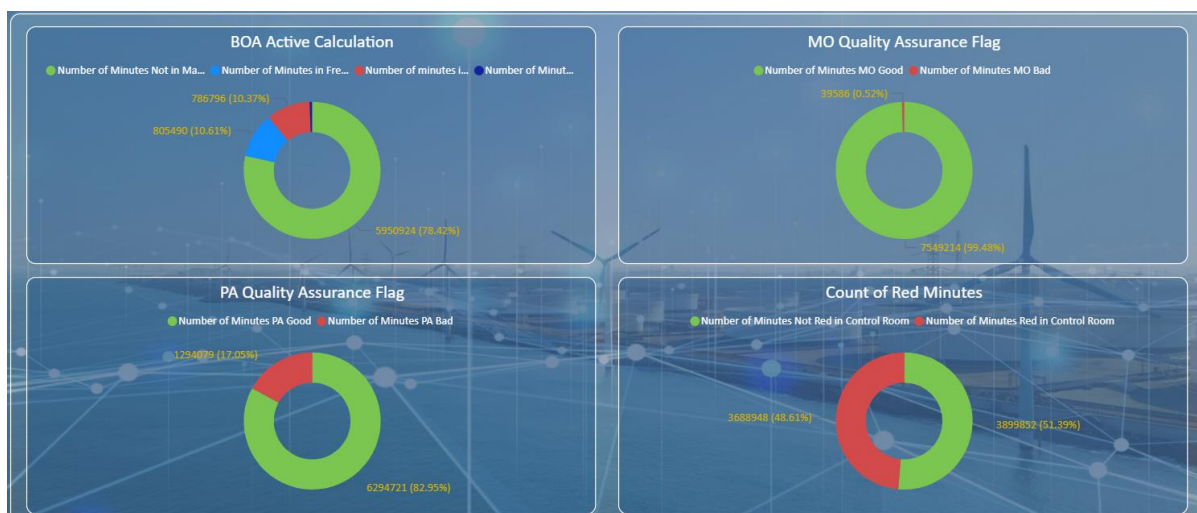 BOA Active Calculation
Number of Minutes Not in Ma... Number of Minutes in Fre... Number of minutes i... Number of Minut...
786796 (10.37%)
805490 (10.61%)
5950924 (78.42%)
MO Quality Assurance Flag
Number of Minutes MO Good Number of Minutes MO Bad
39586 (0.52%)
7549214 (99.48%)
PA Quality Assurance Flag
Number of Minutes PA Good Number of Minutes PA Bad
1294079 (17.05%)
6294721 (82.95%)
Count of Red Minutes
Number of Minutes Not Red in Control Room Number of Minutes Red in Control Room
3688948 (48.61%)
3899852 (51.39%)